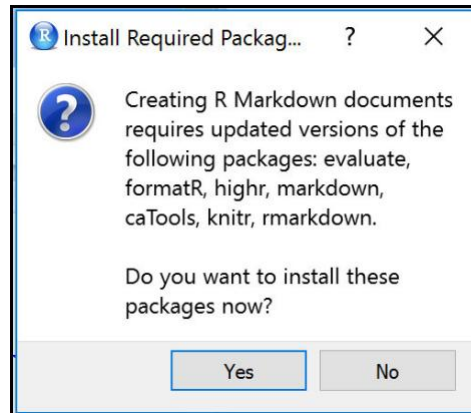 R Install Required Packag... ?
Creating R Markdown documents
requires updated versions of the
following packages: evaluate,
formatR, highr, markdown,
caTools, knitr, rmarkdown.
Do you want to install these
packages now?
Yes No